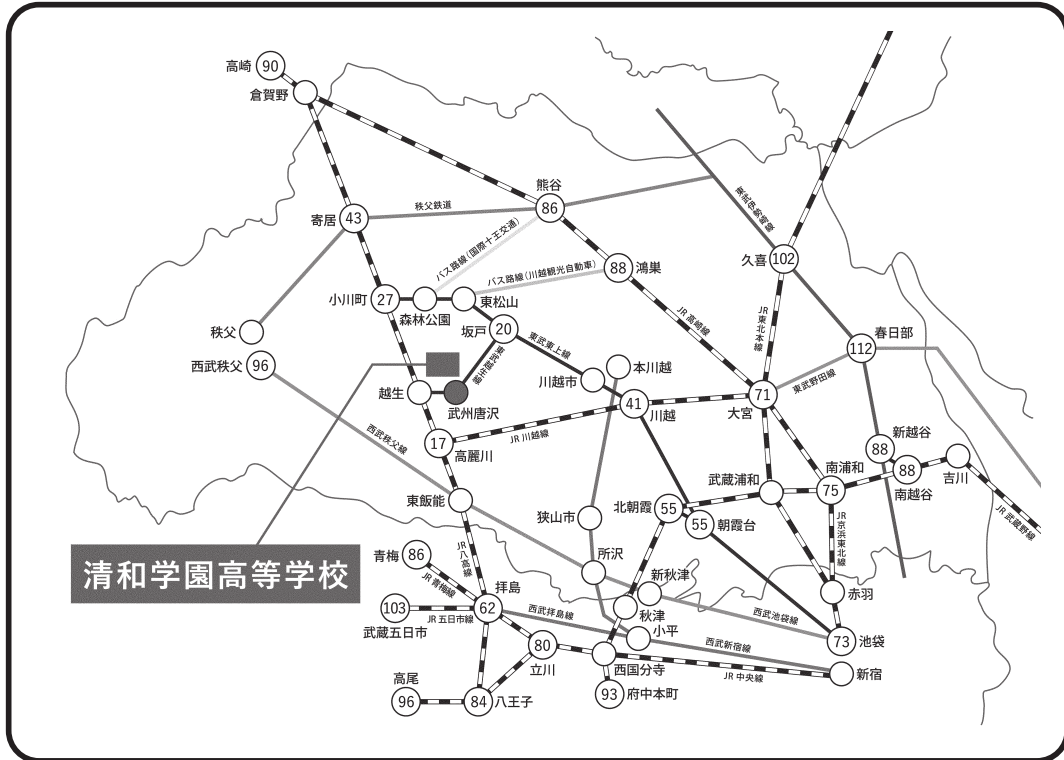 高崎 90
倉賀野
熊谷
86
秩父鉄道
寄居 43
バス路線(国際十王交通)
バス路線(川越観光自動車)
88 鴻巣
東武伊勢崎線
久喜 102
小川町 27
森林公園
東松山
坂戸 20
東武東上線
東武越生線
JR 高崎線
JR 東北本線
春日部
112
秩父
西武秩父 96
川越市
本川越
越生
武州唐沢
41 川越
71
大宮
東武野田線
17
高麗川
JR 川越線
西武秩父線
新越谷
88
88
南越谷
吉川
武蔵浦和
南浦和
75
東飯能
北朝霞 55
55 朝霞台
狭山市
JR 京浜東北線
JR 武蔵野線
清和学園高等学校
JR 八高線
青梅 86
JR 青梅線
所沢
新秋津
赤羽
拝島
62
103
武蔵五日市
JR 五日市線
西武拝島線
秋津
小平
西武池袋線
西武新宿線
73 池袋
80
立川
西国分寺
JR 中央線
新宿
高尾
96
84 八王子
93 府中本町